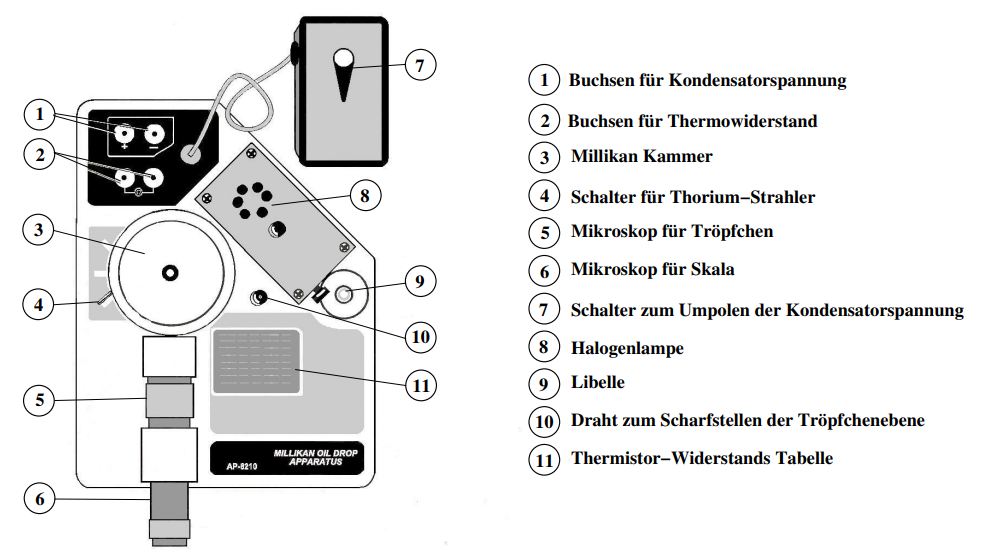 1
2
3
4
5
6
7
8
9
10
11
+
−
MILLIKAN OIL DROP
APPARATUS
AP-8210
1 Buchsen für Kondensatorspannung
2 Buchsen für Thermowiderstand
3 Millikan Kammer
4 Schalter für Thorium−Strahler
5 Mikroskop für Tröpfchen
6 Mikroskop für Skala
7 Schalter zum Umpolen der Kondensatorspannung
8 Halogenlampe
9 Libelle
10 Draht zum Scharfstellen der Tröpfchenebene
11 Thermistor−Widerstands Tabelle